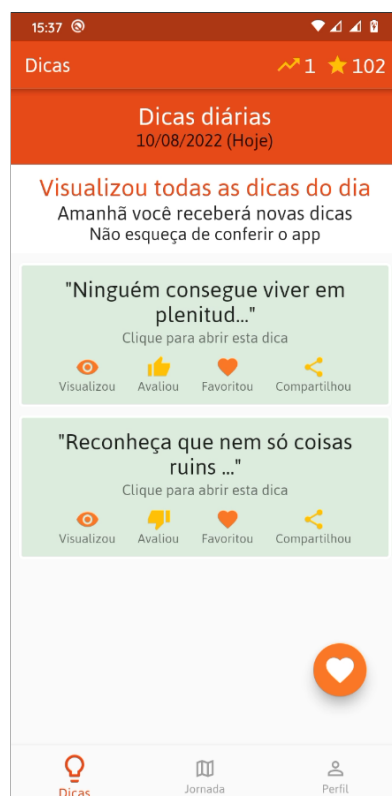 15:37
Dicas
1 102
Dicas diárias
10/08/2022 (Hoje)
Visualizou todas as dicas do dia
Amanhã você receberá novas dicas
Não esqueça de conferir o app
"Ninguém consegue viver em
plenitud..."
Clique para abrir esta dica
Visualizou Avaliou Favoritou Compartilhou
"Reconheça que nem só coisas
ruins ..."
Clique para abrir esta dica
Visualizou Avaliou Favoritou Compartilhou
Dicas Jornada Perfil